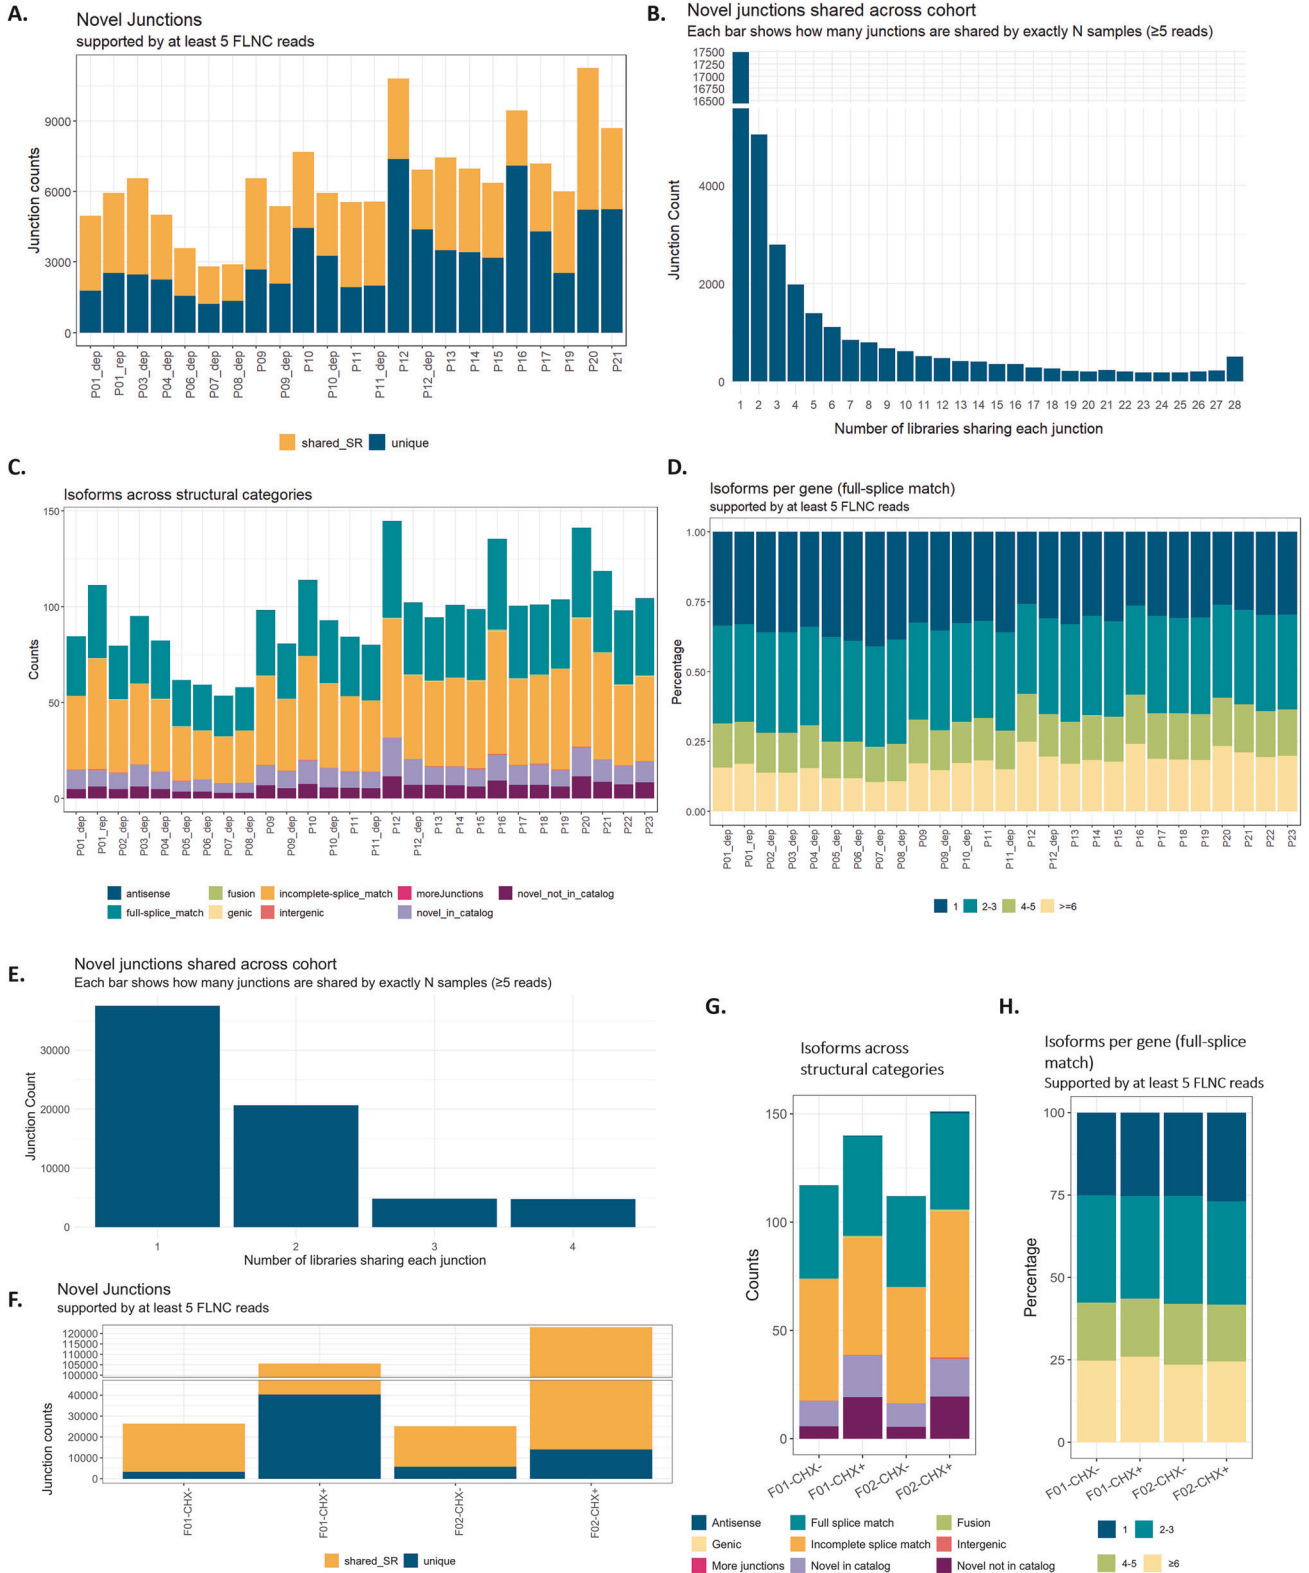 A.
Novel Junctions
supported by at least 5 FLNC reads
Junction counts
9000
6000
3000
0
P01_dep
P01_rep
P03_dep
P04_dep
P06_dep
P07_dep
P08_dep
P09
P09_dep
P10
P10_dep
P11
P11_dep
P12
P12_dep
P13
P14
P15
P16
P17
P19
P20
P21
shared_SR unique
B.
Novel junctions shared across cohort
Each bar shows how many junctions are shared by exactly N samples (≥5 reads)
Junction Count
17500
17250
17000
16750
16500
4000
2000
0
1 2 3 4 5 6 7 8 9 10 11 12 13 14 15 16 17 18 19 20 21 22 23 24 25 26 27 28
Number of libraries sharing each junction
C.
Isoforms across structural categories
Counts
150
100
50
0
P01_dep
P01_rep
P02_dep
P03_dep
P04_dep
P05_dep
P06_dep
P07_dep
P08_dep
P09
P09_dep
P10
P10_dep
P11
P11_dep
P12
P12_dep
P13
P14
P15
P16
P17
P18
P19
P20
P21
P22
P23
antisense fusion incomplete-splice_match moreJunctions novel_not_in_catalog
full-splice_match genic intergenic novel_in_catalog
D.
Isoforms per gene (full-splice match)
supported by at least 5 FLNC reads
Percentage
1.00
0.75
0.50
0.25
0.00
P01_dep
P01_rep
P02_dep
P03_dep
P04_dep
P05_dep
P06_dep
P07_dep
P08_dep
P09
P09_dep
P10_dep
P11
P11_dep
P12
P12_dep
P13
P14
P15
P16
P17
P18
P19
P20
P21
P22
P23
1 2-3 4-5 >=6
E.
Novel junctions shared across cohort
Each bar shows how many junctions are shared by exactly N samples (≥5 reads)
Junction Count
30000
20000
10000
0
1 2 3 4
Number of libraries sharing each junction
F.
Novel Junctions
supported by at least 5 FLNC reads
Junction counts
120000
115000
110000
105000
100000
40000
30000
20000
10000
0
F01-CHX-
F01-CHX+
F02-CHX-
F02-CHX+
shared_SR unique
G.
Isoforms across
structural categories
Counts
150
100
50
0
F01-CHX-
F01-CHX+
F02-CHX-
F02-CHX+
Antisense Full splice match Fusion
Genic Incomplete splice match Intergenic
More junctions Novel in catalog Novel not in catalog
H.
Isoforms per gene (full-splice
match)
Supported by at least 5 FLNC reads
Percentage
100
75
50
25
0
F01-CHX-
F01-CHX+
F02-CHX-
F02-CHX+
1 2-3
4-5 ≥6